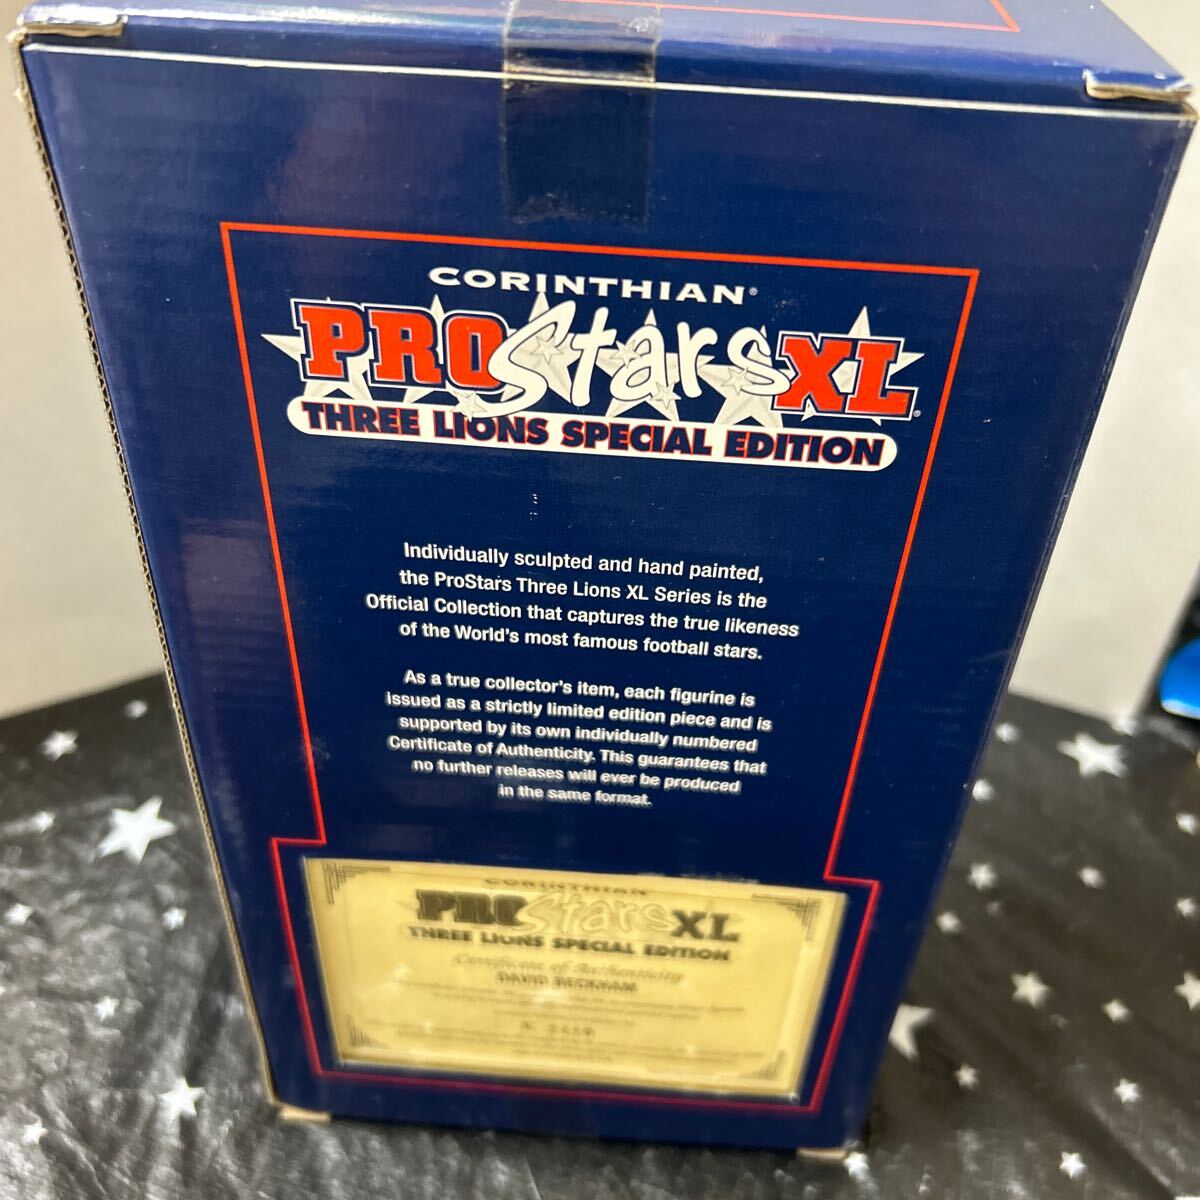 CORINTHIAN®
PROStarsXL®
THREE LIONS SPECIAL EDITION
Individually sculpted and hand painted,
the ProStars Three Lions XL Series is the
Official Collection that captures the true likeness
of the World's most famous football stars.
As a true collector's item, each figurine is
issued as a strictly limited edition piece and is
supported by its own individually numbered
Certificate of Authenticity. This guarantees that
no further releases will ever be produced
in the same format.
CORINTHIAN
PROStarsXL
THREE LIONS SPECIAL EDITION
Certificate of Authenticity
DAVID BECKHAM